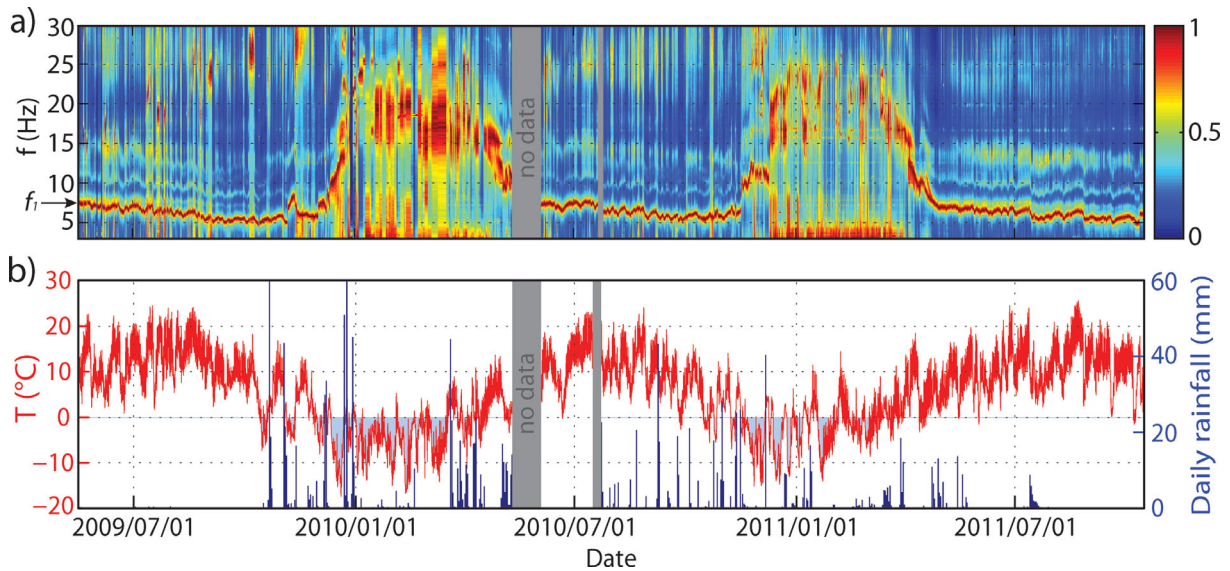 a)
30
25
20
15
10
5
f (Hz)
f₁
no data
1
0.5
0
b)
30
20
10
0
−10
−20
T (°C)
no data
60
40
20
0
Daily rainfall (mm)
2009/07/01
2010/01/01
2010/07/01
2011/01/01
2011/07/01
Date